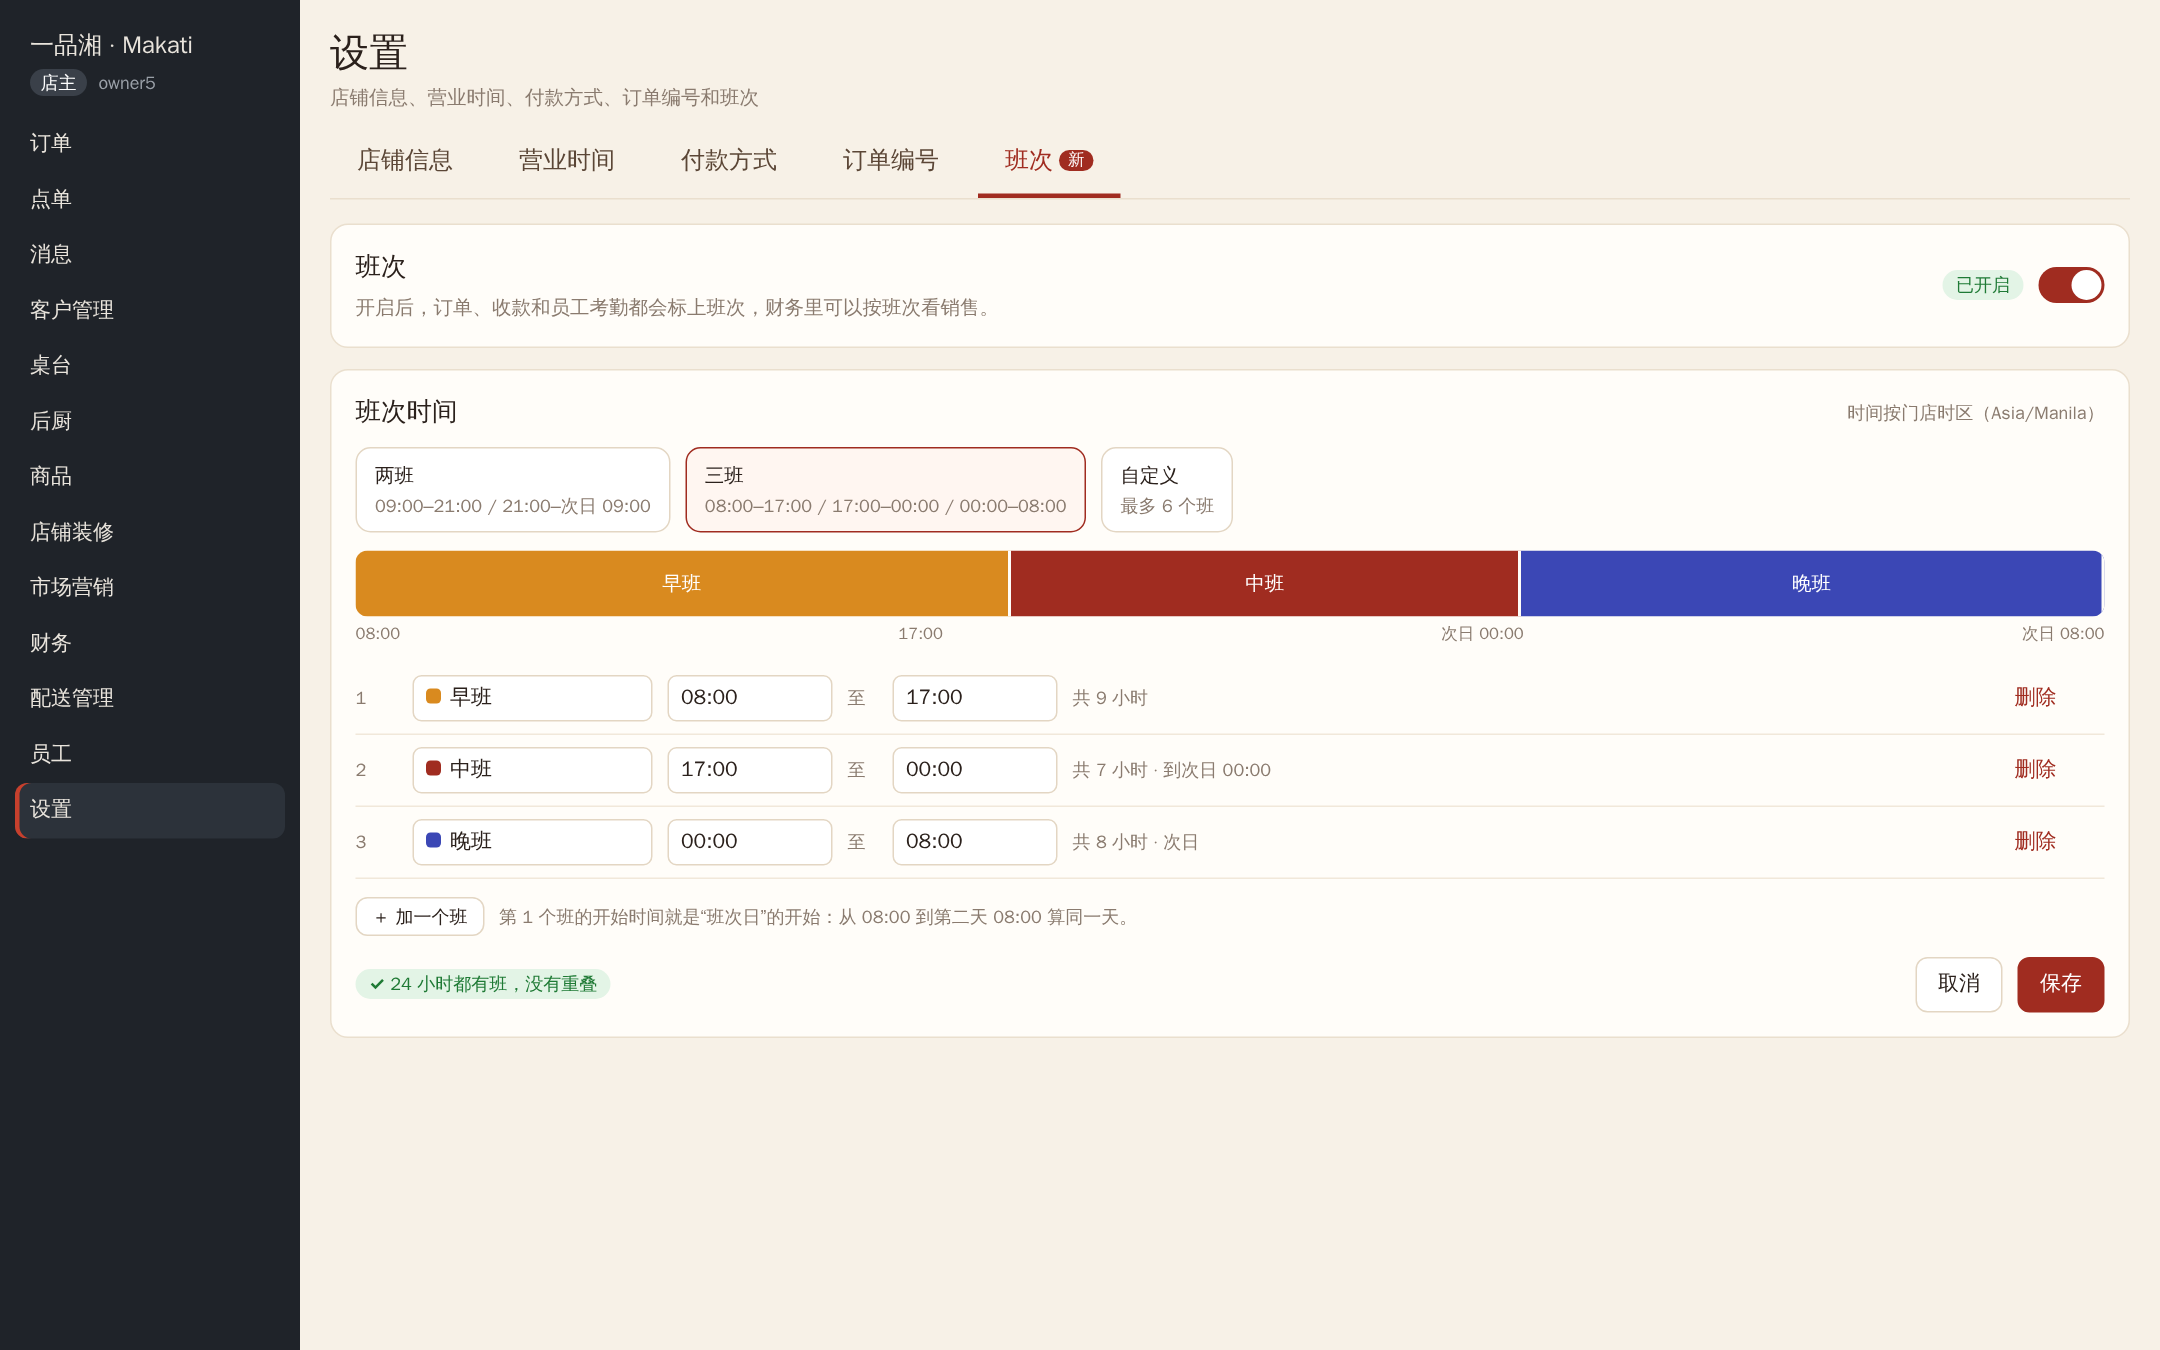 一品湘 · Makati
店主 owner5
订单
点单
消息
客户管理
桌台
后厨
商品
店铺装修
市场营销
财务
配送管理
员工
设置
设置
店铺信息、营业时间、付款方式、订单编号和班次
店铺信息 营业时间 付款方式 订单编号 班次 新
班次
开启后，订单、收款和员工考勤都会标上班次，财务里可以按班次看销售。
已开启
班次时间
时间按门店时区（Asia/Manila）
两班
09:00–21:00 / 21:00–次日 09:00
三班
08:00–17:00 / 17:00–00:00 / 00:00–08:00
自定义
最多 6 个班
早班 中班 晚班
08:00 17:00 次日 00:00 次日 08:00
1 早班 08:00 至 17:00 共 9 小时 删除
2 中班 17:00 至 00:00 共 7 小时 · 到次日 00:00 删除
3 晚班 00:00 至 08:00 共 8 小时 · 次日 删除
+ 加一个班 第 1 个班的开始时间就是“班次日”的开始：从 08:00 到第二天 08:00 算同一天。
✓ 24 小时都有班，没有重叠
取消 保存